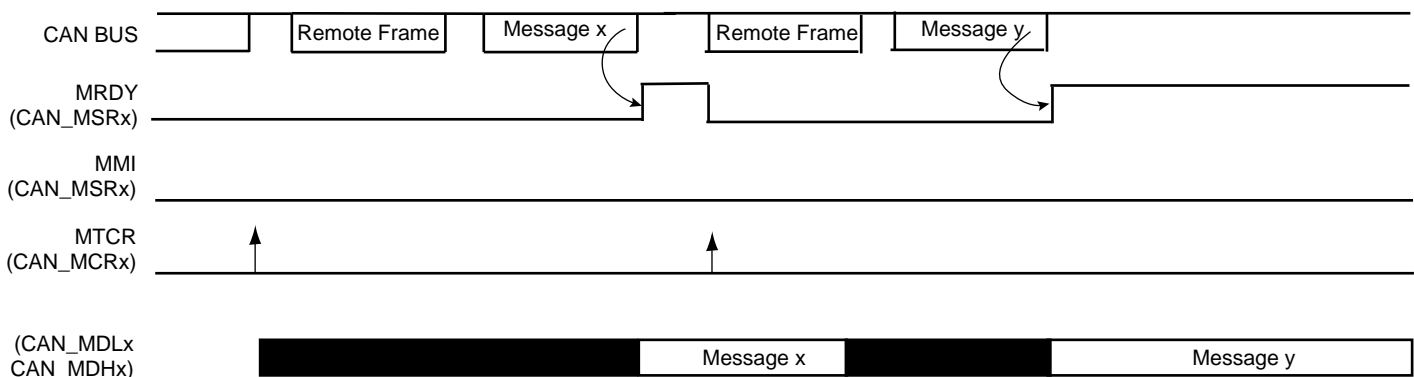 CAN BUS
Remote Frame
Message x
Remote Frame
Message y
MRDY
(CAN_MSRx)
MMI
(CAN_MSRx)
MTCR
(CAN_MCRx)
(CAN_MDLx
CAN_MDHx)
Message x
Message y